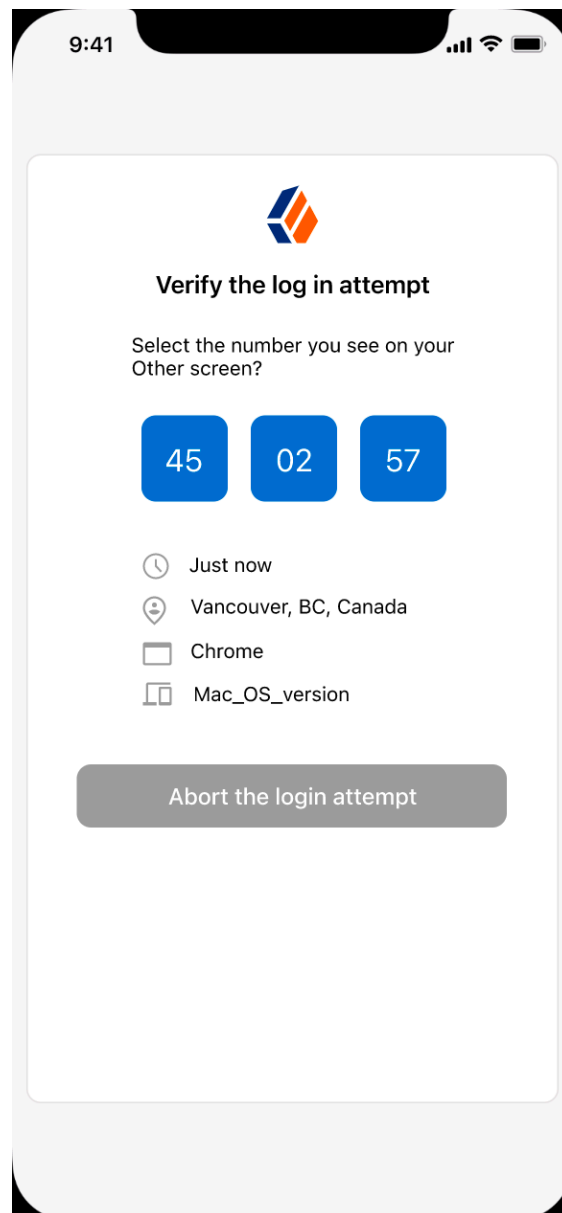 9:41
Verify the log in attempt
Select the number you see on your
Other screen?
45 02 57
Just now
Vancouver, BC, Canada
Chrome
Mac_OS_version
Abort the login attempt